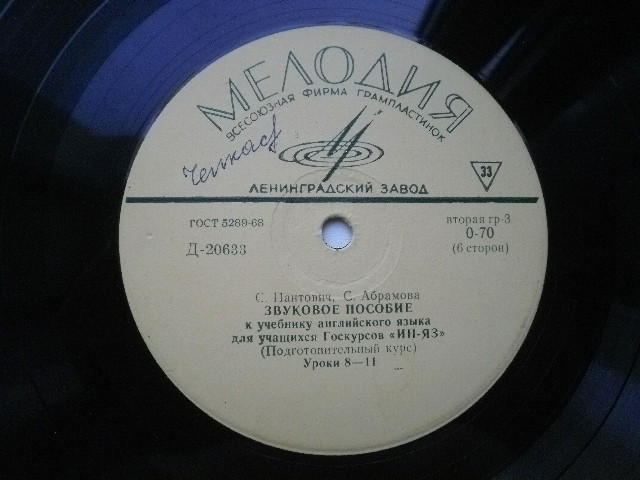 МЕЛОДИЯ
ВСЕСОЮЗНАЯ ФИРМА ГРАМПЛАСТИНОК
33
ЛЕНИНГРАДСКИЙ ЗАВОД
ГОСТ 5289-68
Д-20633
вторая гр-3
0-70
(6 сторон)
С. Пантович, С. Абрамова
ЗВУКОВОЕ ПОСОБИЕ
к учебнику английского языка
для учащихся Госкурсов «ИН-ЯЗ»
(Подготовительный курс)
Уроки 8—11